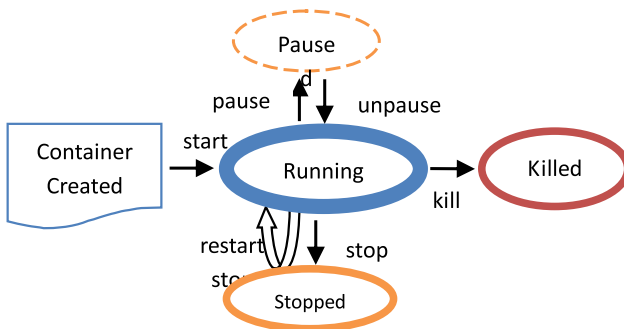 Pause
d
pause
unpause
start
Container
Created
Running
Killed
kill
restart
stop
Stopped